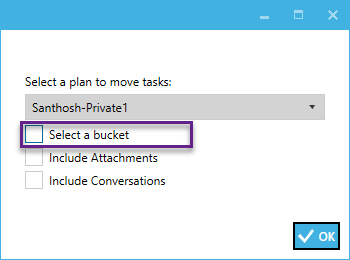 Select a plan to move tasks:
Santhosh-Private1
Select a bucket
Include Attachments
Include Conversations
OK